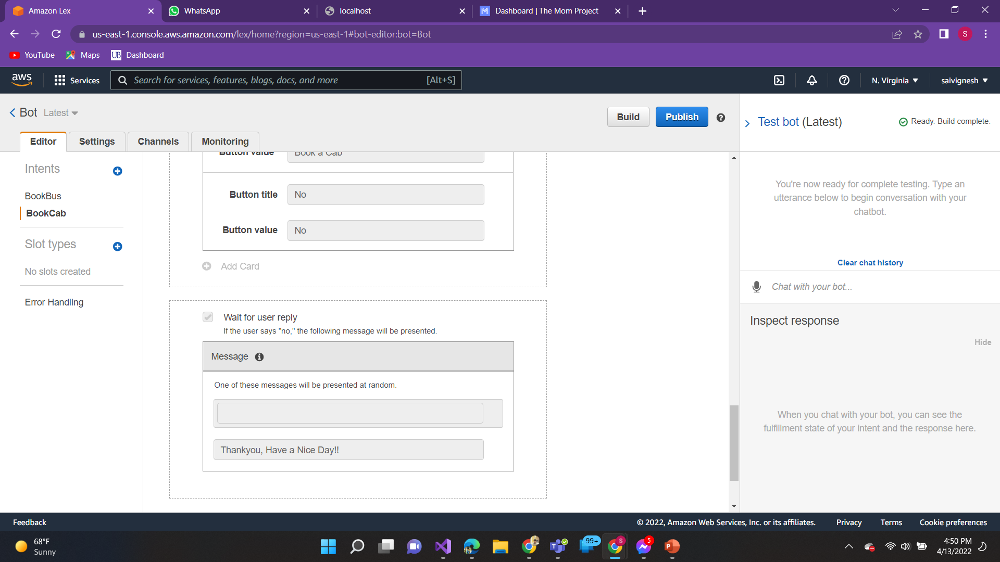 Amazon Lex
WhatsApp
localhost
Dashboard | The Mom Project
us-east-1.console.aws.amazon.com/lex/home?region=us-east-1#bot-editor:bot=Bot
S
YouTube
Maps
UB Dashboard
aws
Services
Search for services, features, blogs, docs, and more [Alt+S]
N. Virginia
saivignesh
Bot Latest
Build
Publish
Test bot (Latest)
Ready. Build complete.
Editor
Settings
Channels
Monitoring
Intents
BookBus
BookCab
Slot types
No slots created
Error Handling
Button value Book a Cab
Button title No
Button value No
Add Card
Wait for user reply
If the user says "no," the following message will be presented.
Message
One of these messages will be presented at random.
Thankyou, Have a Nice Day!!
You're now ready for complete testing. Type an
utterance below to begin conversation with your
chatbot.
Clear chat history
Chat with your bot...
Inspect response
Hide
When you chat with your bot, you can see the
fulfillment state of your intent and the response here.
Feedback
© 2022, Amazon Web Services, Inc. or its affiliates.
Privacy
Terms
Cookie preferences
68°F
Sunny
99+
S
5
4:50 PM
4/13/2022